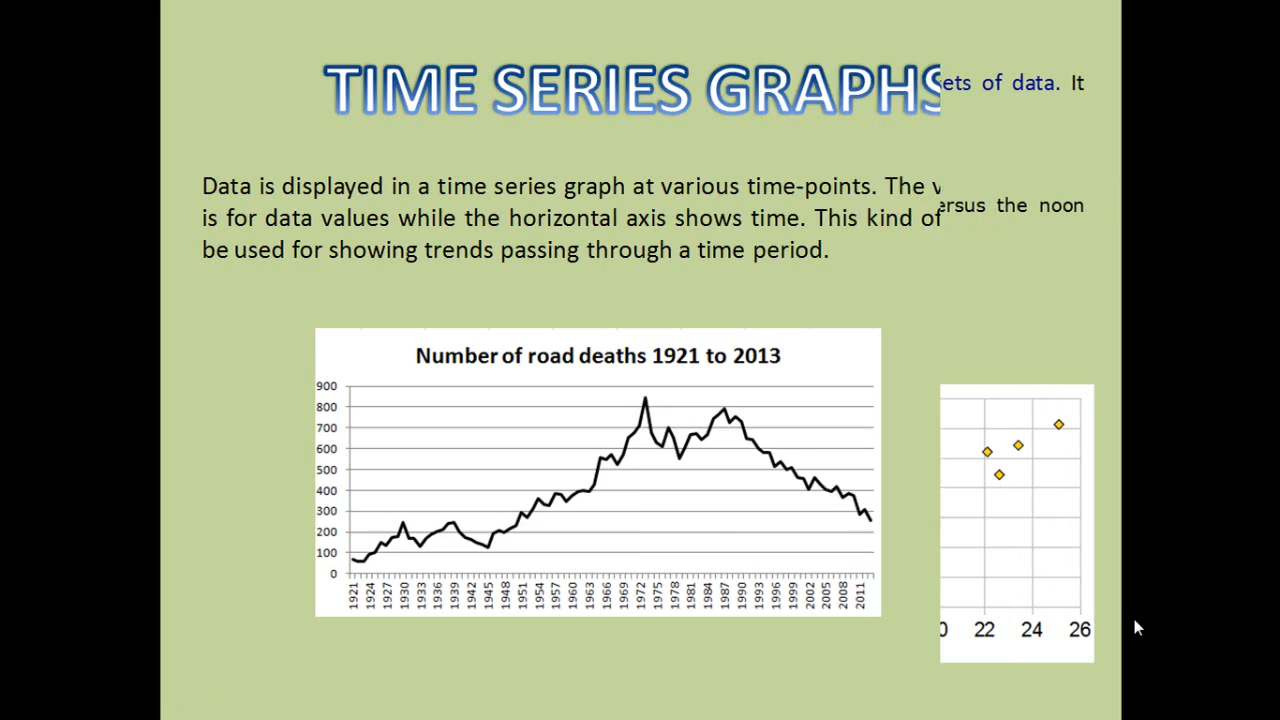 TIME SERIES GRAPHS
ets of data. It
Data is displayed in a time series graph at various time-points. The
ersus the noon
is for data values while the horizontal axis shows time. This kind of
be used for showing trends passing through a time period.
Number of road deaths 1921 to 2013
900
800
700
600
500
400
300
200
100
0
1921 1924 1927 1930 1933 1936 1939 1942 1945 1948 1951 1954 1957 1960 1963 1966 1969 1972 1975 1978 1981 1984 1987 1990 1993 1996 1999 2002 2005 2008 2011
0 22 24 26